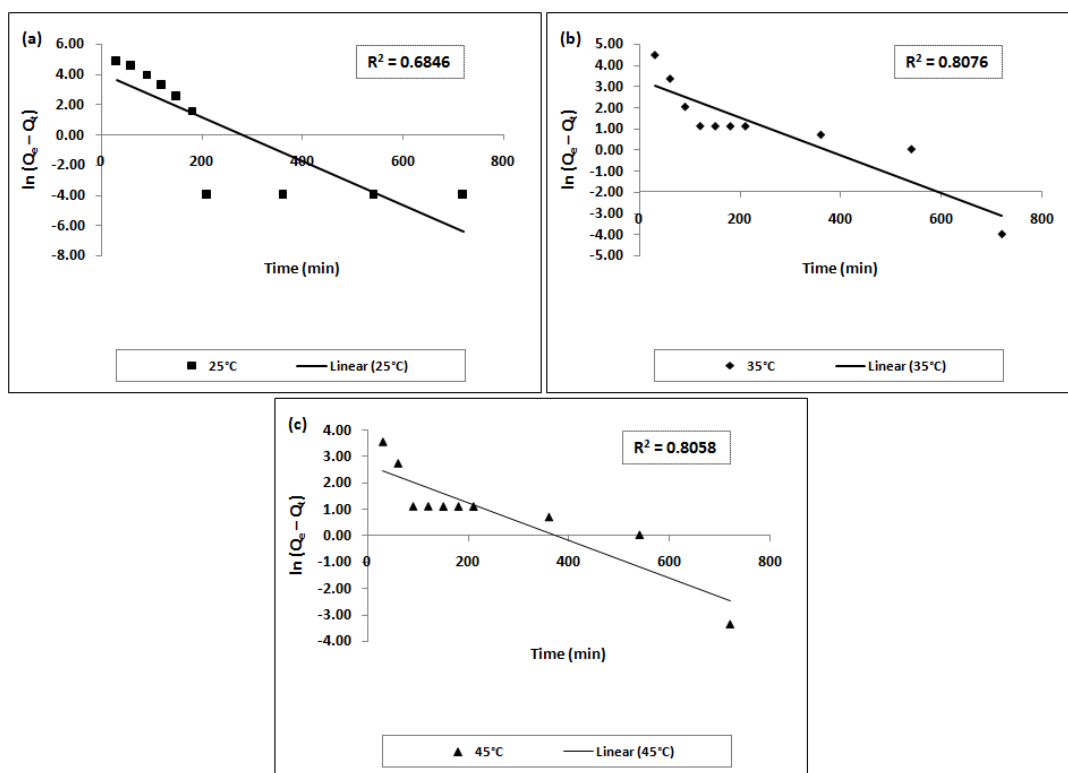 (a)
R² = 0.6846
6.00
4.00
2.00
0.00
-2.00
-4.00
-6.00
-8.00
0 200 400 600 800
ln (Qe – Qt)
Time (min)
25°C Linear (25°C)
(b)
R² = 0.8076
5.00
4.00
3.00
2.00
1.00
0.00
-1.00
-2.00
-3.00
-4.00
-5.00
0 200 400 600 800
ln (Qe – Qt)
Time (min)
35°C Linear (35°C)
(c)
R² = 0.8058
4.00
3.00
2.00
1.00
0.00
-1.00
-2.00
-3.00
-4.00
0 200 400 600 800
ln (Qe – Qt)
Time (min)
45°C Linear (45°C)